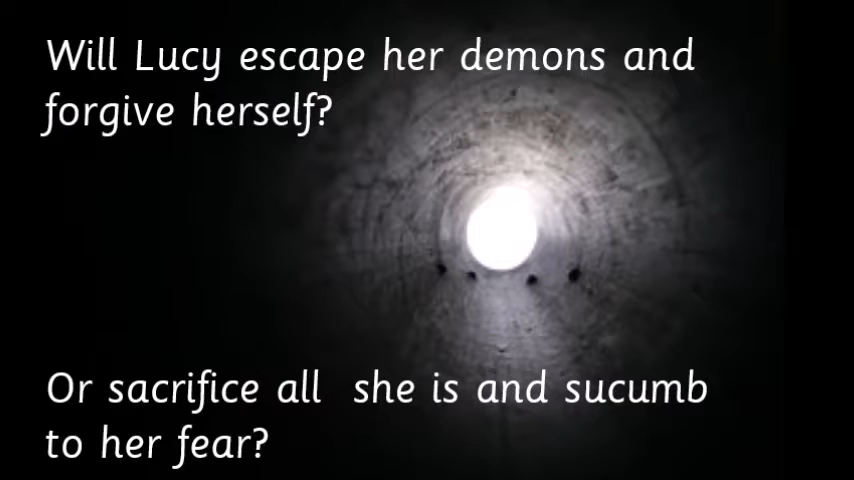 Will Lucy escape her demons and
forgive herself?
Or sacrifice all  she is and sucumb
to her fear?